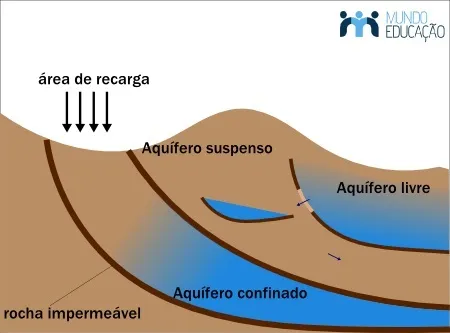 MUNDO
EDUCAÇÃO
área de recarga
Aquífero suspenso
Aquífero livre
Aquífero confinado
rocha impermeável